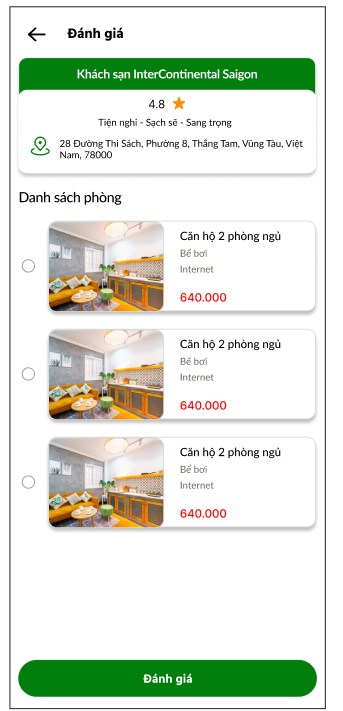 Đánh giá
Khách sạn InterContinental Saigon
4.8
Tiện nghi - Sạch sẽ - Sang trọng
28 Đường Thi Sách, Phường 8, Thắng Tam, Vũng Tàu, Việt
Nam, 78000
Danh sách phòng
Căn hộ 2 phòng ngủ
Bể bơi
Internet
640.000
Căn hộ 2 phòng ngủ
Bể bơi
Internet
640.000
Căn hộ 2 phòng ngủ
Bể bơi
Internet
640.000
Đánh giá